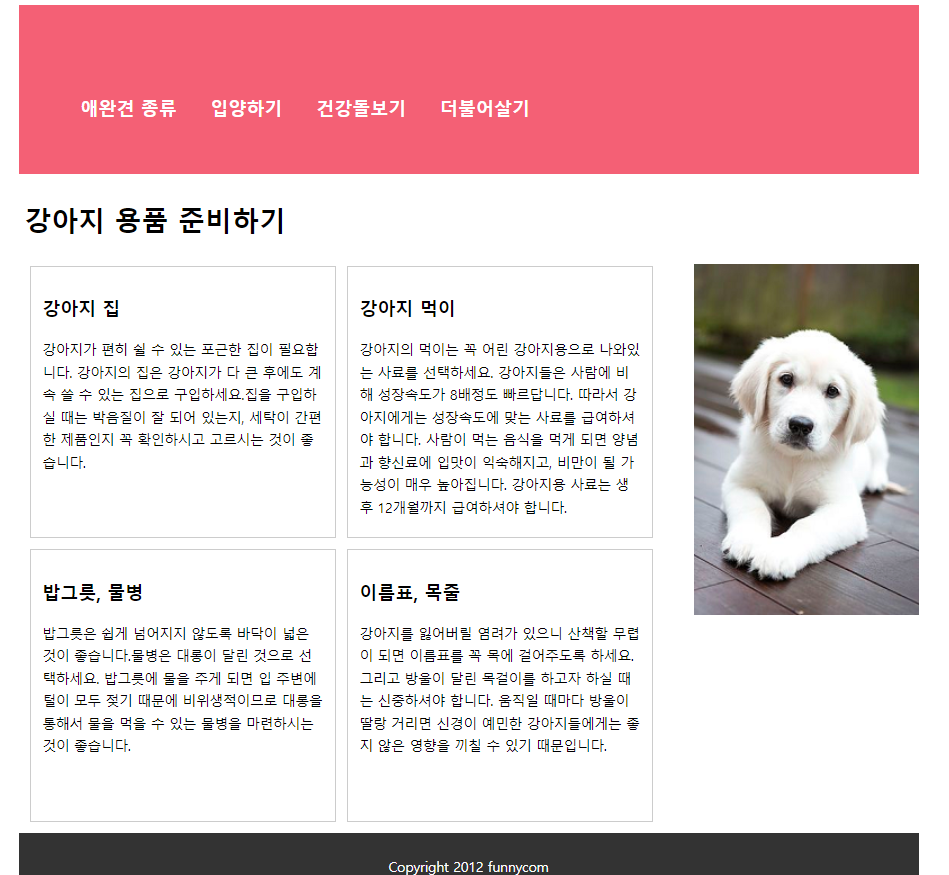 애완견 종류 입양하기 건강돌보기 더불어살기
강아지 용품 준비하기
강아지 집
강아지가 편히 쉴 수 있는 포근한 집이 필요합
니다. 강아지의 집은 강아지가 다 큰 후에도 계
속 쓸 수 있는 집으로 구입하세요.집을 구입하
실 때는 박음질이 잘 되어 있는지, 세탁이 간편
한 제품인지 꼭 확인하시고 고르시는 것이 좋
습니다.
강아지 먹이
강아지의 먹이는 꼭 어린 강아지용으로 나와있
는 사료를 선택하세요. 강아지들은 사람에 비
해 성장속도가 8배정도 빠르답니다. 따라서 강
아지에게는 성장속도에 맞는 사료를 급여하셔
야 합니다. 사람이 먹는 음식을 먹게 되면 양념
과 향신료에 입맛이 익숙해지고, 비만이 될 가
능성이 매우 높아집니다. 강아지용 사료는 생
후 12개월까지 급여하셔야 합니다.
밥그릇, 물병
밥그릇은 쉽게 넘어지지 않도록 바닥이 넓은
것이 좋습니다.물병은 대롱이 달린 것으로 선
택하세요. 밥그릇에 물을 주게 되면 입 주변에
털이 모두 젖기 때문에 비위생적이므로 대롱을
통해서 물을 먹을 수 있는 물병을 마련하시는
것이 좋습니다.
이름표, 목줄
강아지를 잃어버릴 염려가 있으니 산책할 무렵
이 되면 이름표를 꼭 목에 걸어주도록 하세요.
그리고 방울이 달린 목걸이를 하고자 하실 때
는 신중하셔야 합니다. 움직일 때마다 방울이
딸랑 거리면 신경이 예민한 강아지들에게는 좋
지 않은 영향을 끼칠 수 있기 때문입니다.
Copyright 2012 funnycom